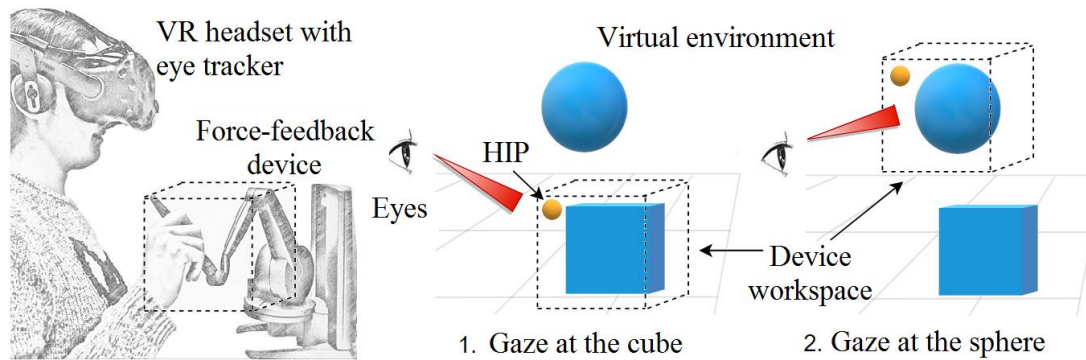 VR headset with
eye tracker
Force-feedback
device
Virtual environment
HIP
Eyes
Device
workspace
1. Gaze at the cube
2. Gaze at the sphere